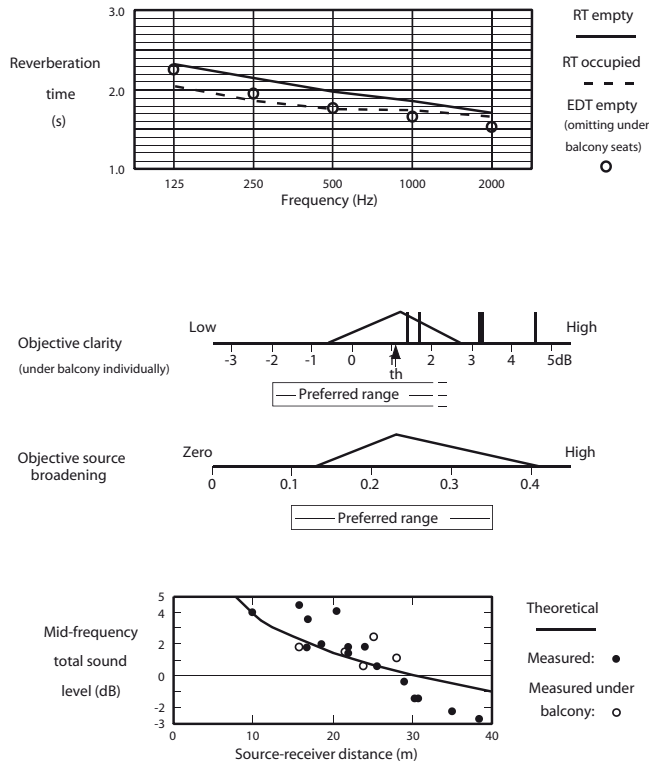 3.0
Reverberation
time
(s)
2.0
1.0
125 250 500 1000 2000
Frequency (Hz)
RT empty
RT occupied
EDT empty
(omitting under
balcony seats)
Objective clarity
(under balcony individually)
Low
High
-3 -2 -1 0 1 2 3 4 5dB
th
Preferred range
Objective source
broadening
Zero
High
0 0.1 0.2 0.3 0.4
Preferred range
Mid-frequency
total sound
level (dB)
5
4
2
0
-2
-3
0 10 20 30 40
Source-receiver distance (m)
Theoretical
Measured:
Measured under
balcony: